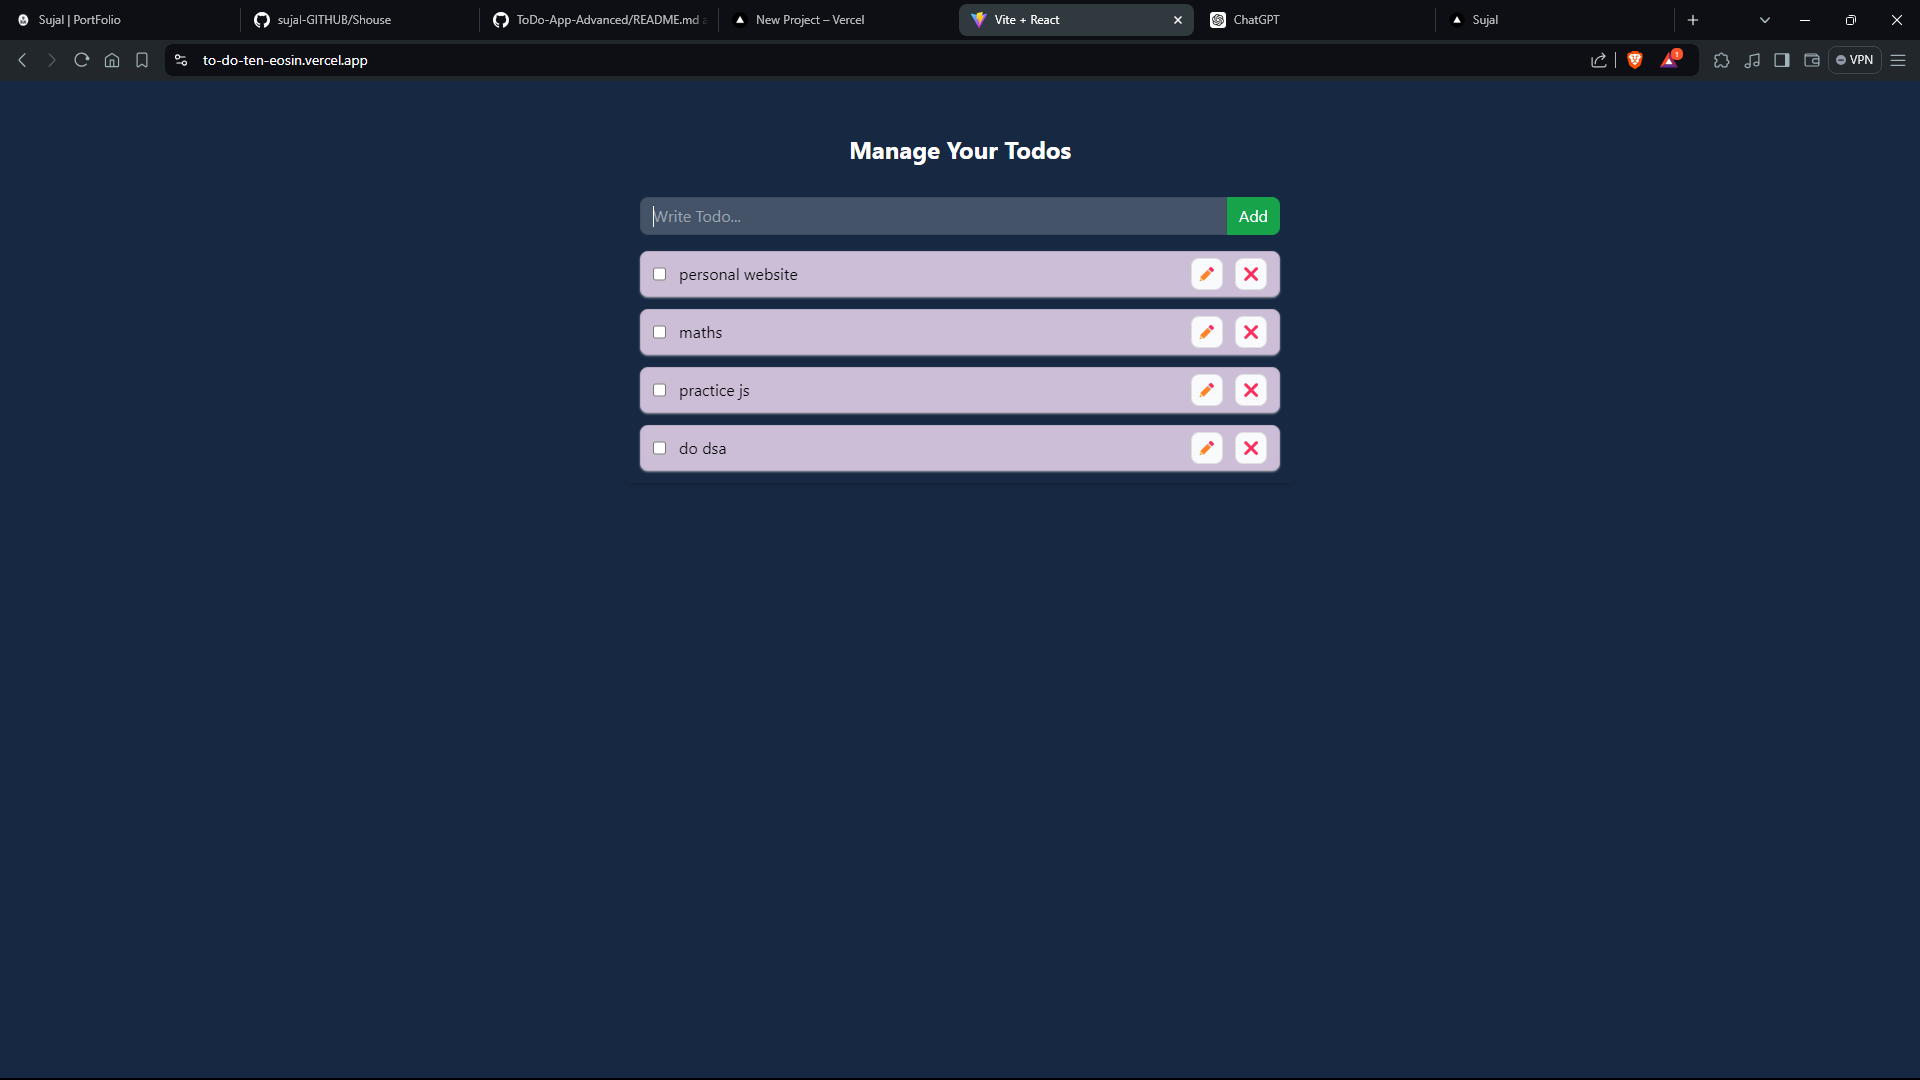 Sujal | PortFolio
sujal-GITHUB/Shouse
ToDo-App-Advanced/README.md
New Project – Vercel
Vite + React
ChatGPT
Sujal
to-do-ten-eosin.vercel.app
1
VPN
Manage Your Todos
Write Todo...
Add
personal website
maths
practice js
do dsa